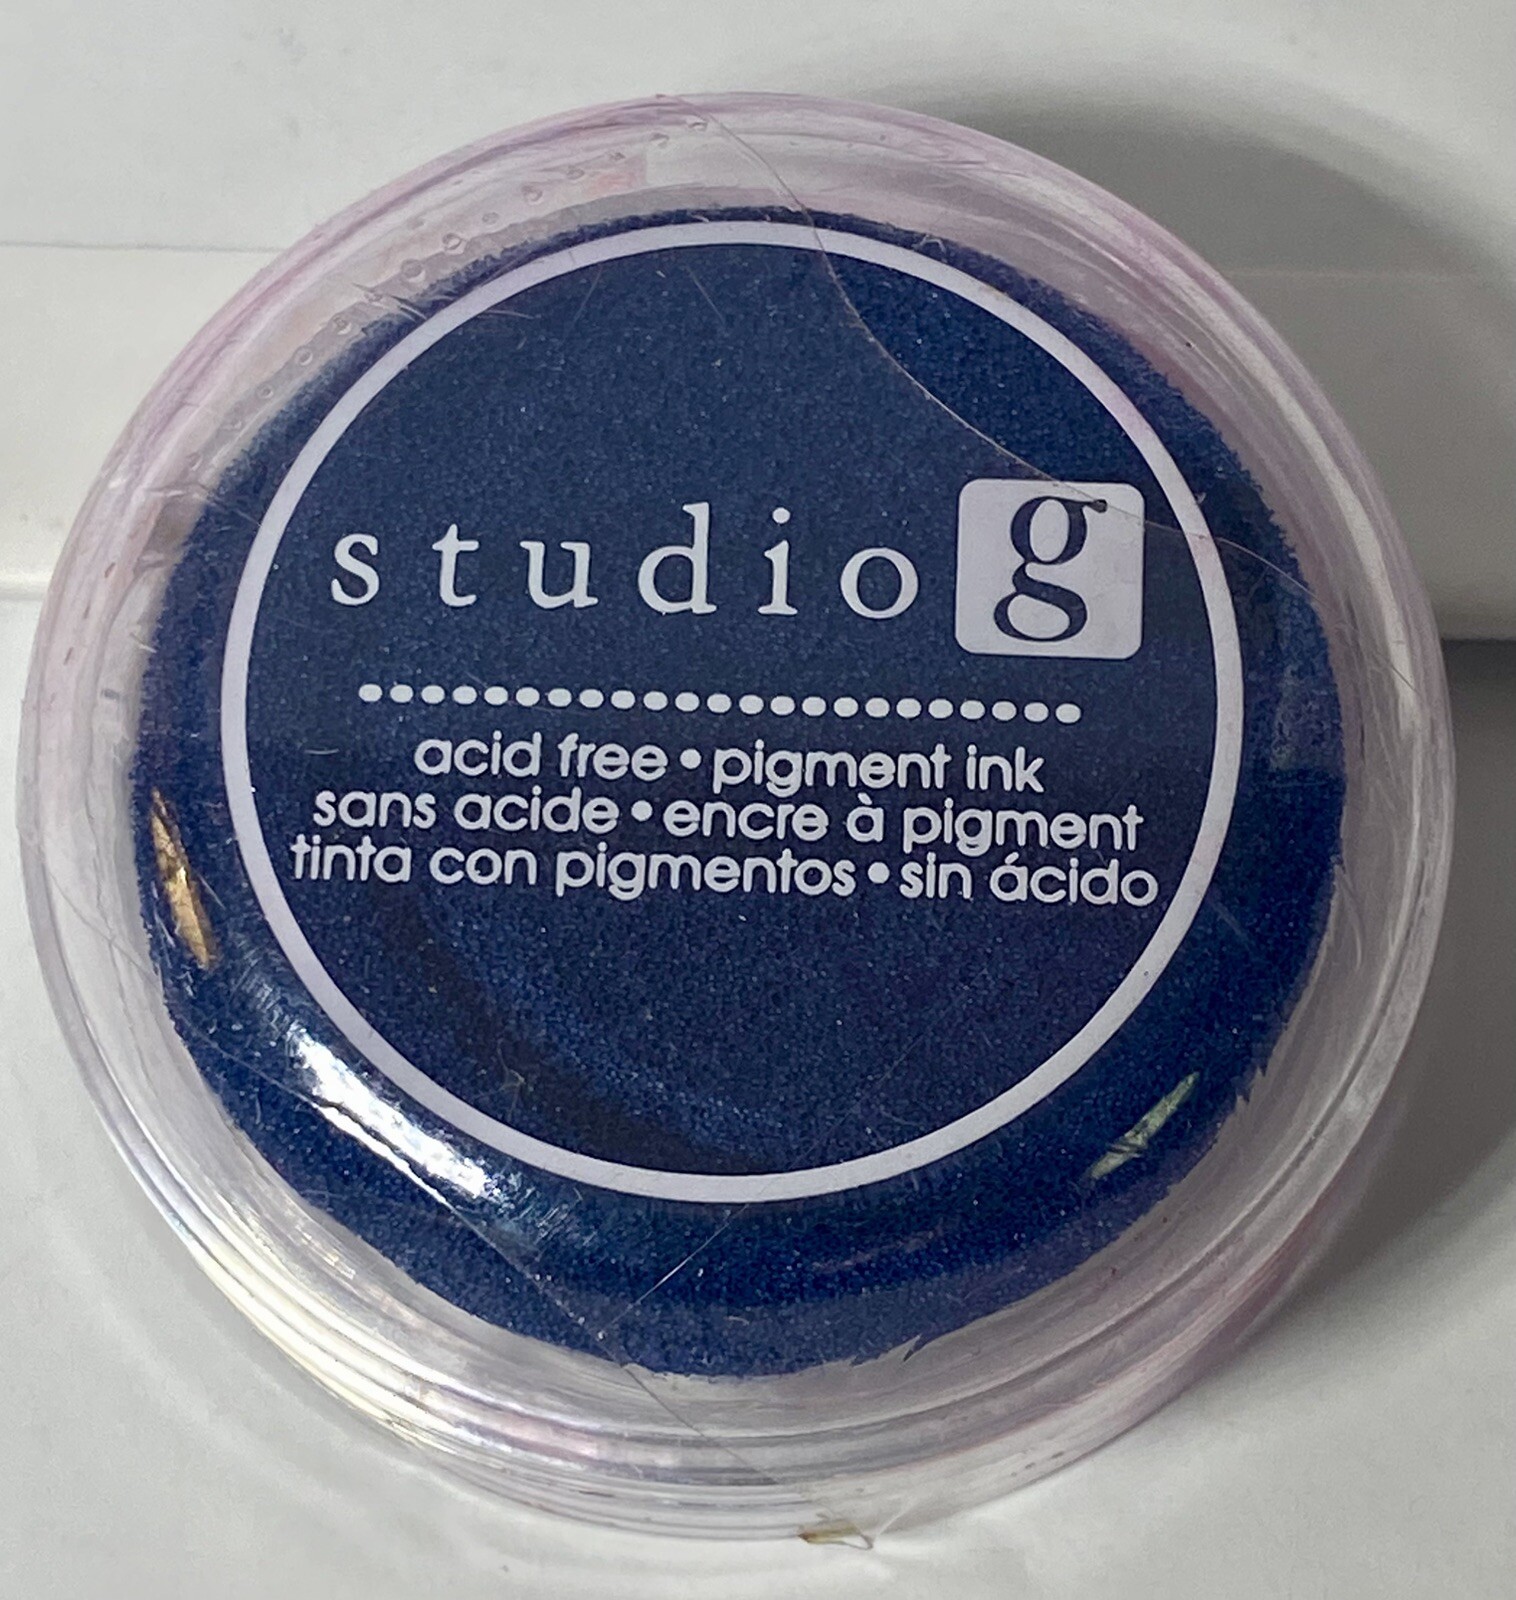 studio g
acid free • pigment ink
sans acide • encre à pigment
tinta con pigmentos • sin ácido